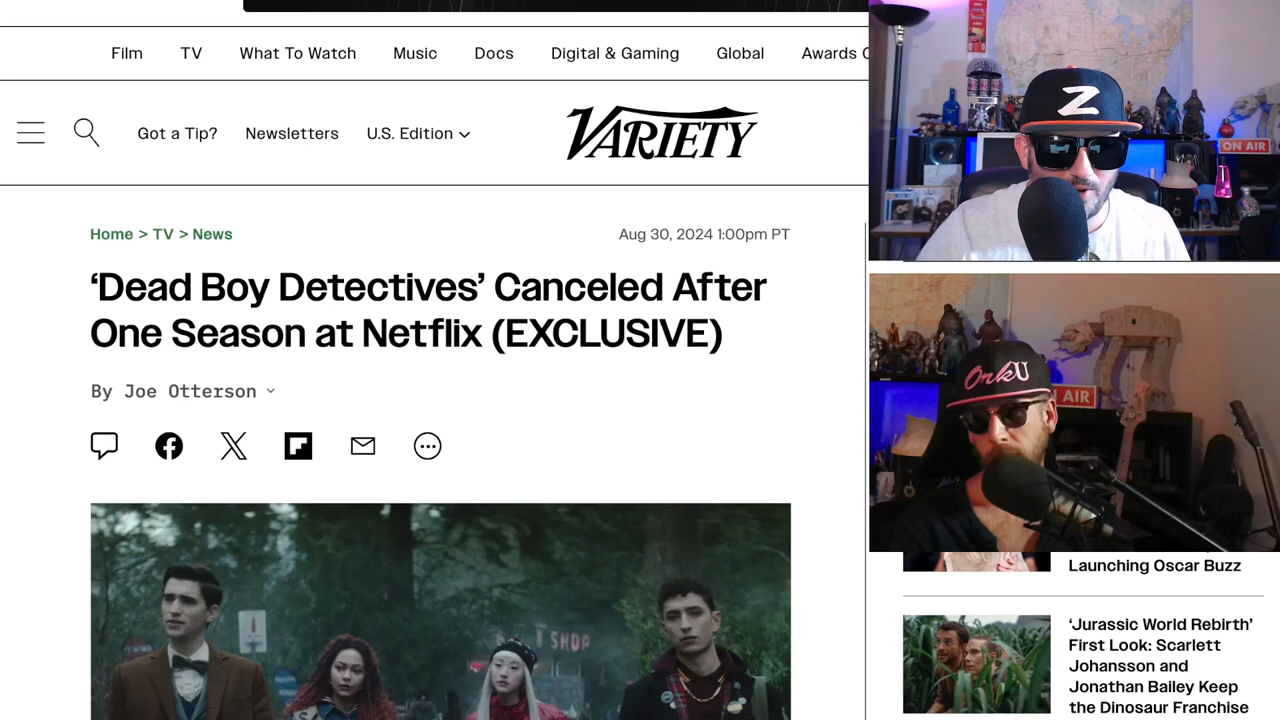 Film TV What To Watch Music Docs Digital & Gaming Global Awards
Got a Tip? Newsletters U.S. Edition
VARIETY
Home > TV > News
Aug 30, 2024 1:00pm PT
‘Dead Boy Detectives’ Canceled After
One Season at Netflix (EXCLUSIVE)
By Joe Otterson
SHOP
Z
ON AIR
OnkU
AIR
Launching Oscar Buzz
‘Jurassic World Rebirth’
First Look: Scarlett
Johansson and
Jonathan Bailey Keep
the Dinosaur Franchise